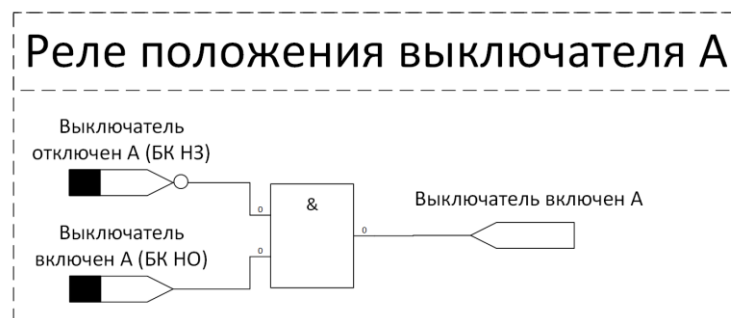 Реле положения выключателя А
Выключатель
отключен А (БК НЗ)
0
&
Выключатель включен А
0
Выключатель
включен А (БК НО)
0